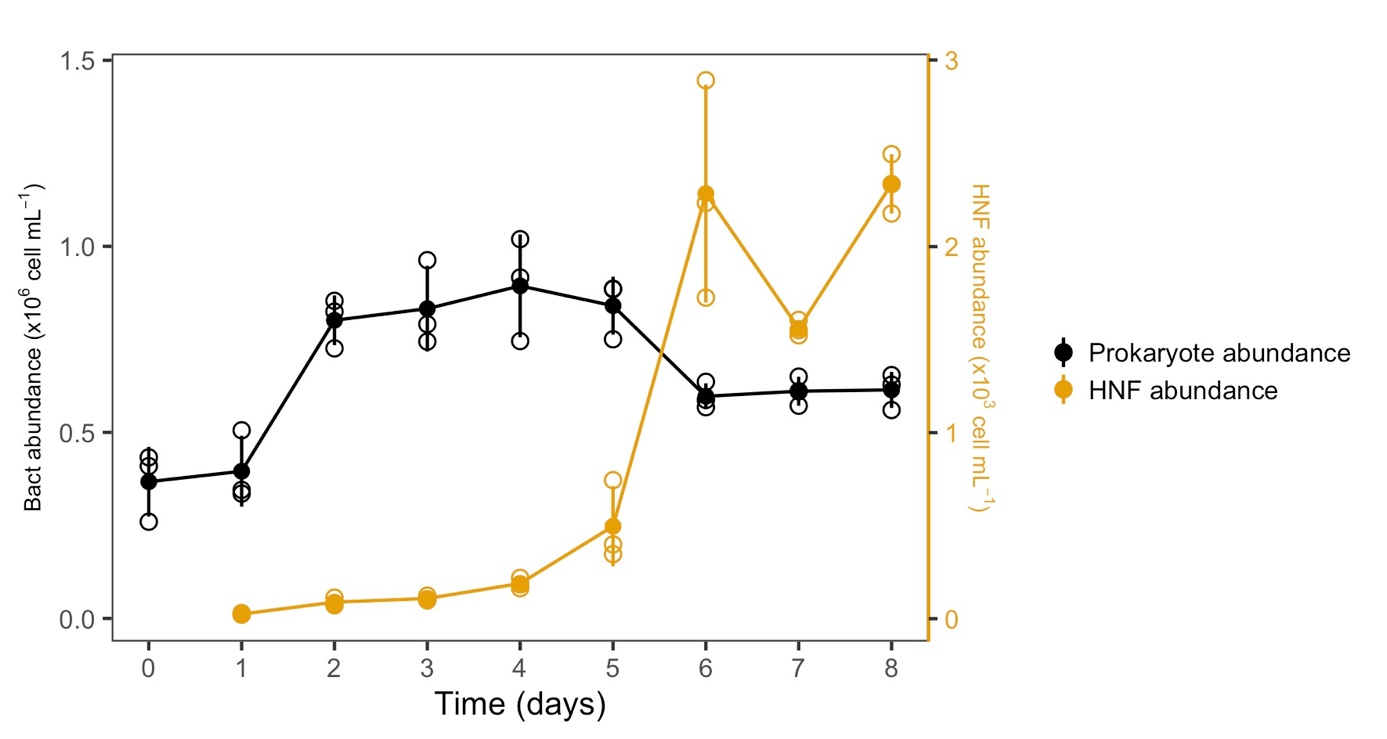 1.5
1.0
0.5
0.0
Bact abundance (x10⁶ cell mL⁻¹)
0 1 2 3 4 5 6 7 8
Time (days)
3
2
1
0
HNF abundance (x10³ cell mL⁻¹)
Prokaryote abundance
HNF abundance